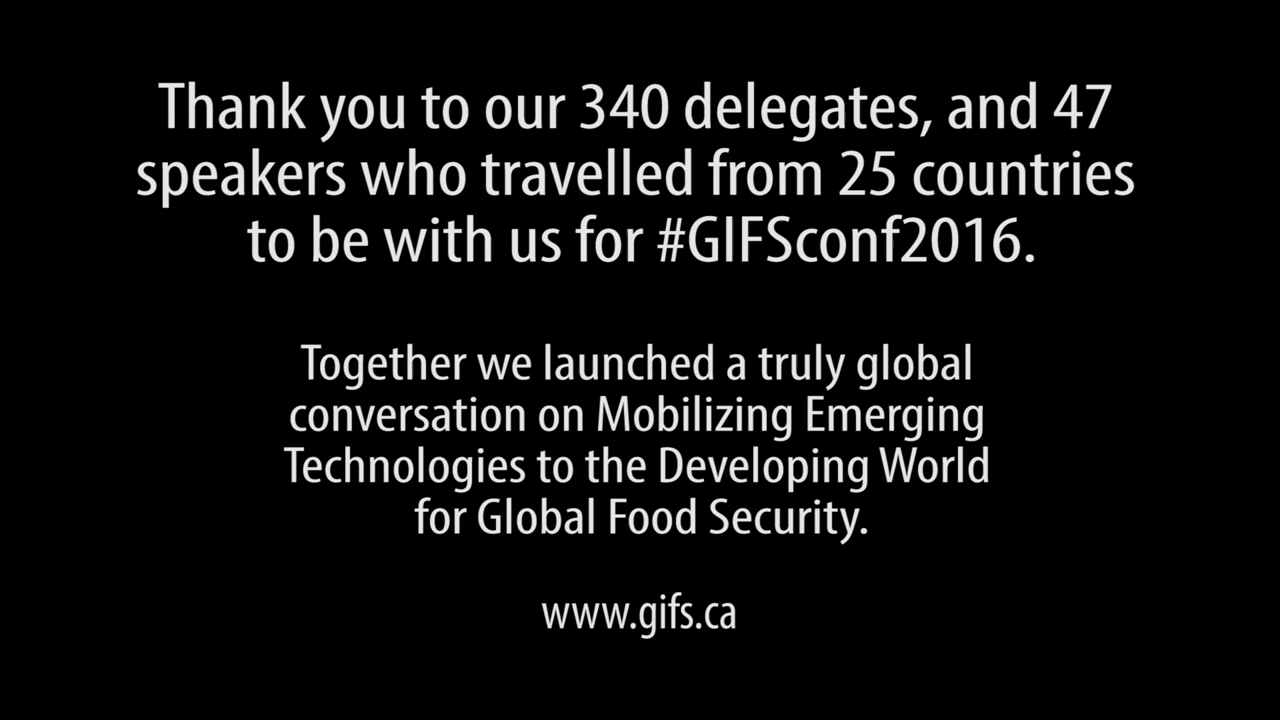 Thank you to our 340 delegates, and 47
speakers who travelled from 25 countries
to be with us for #GIFSconf2016.
Together we launched a truly global
conversation on Mobilizing Emerging
Technologies to the Developing World
for Global Food Security.
www.gifs.ca